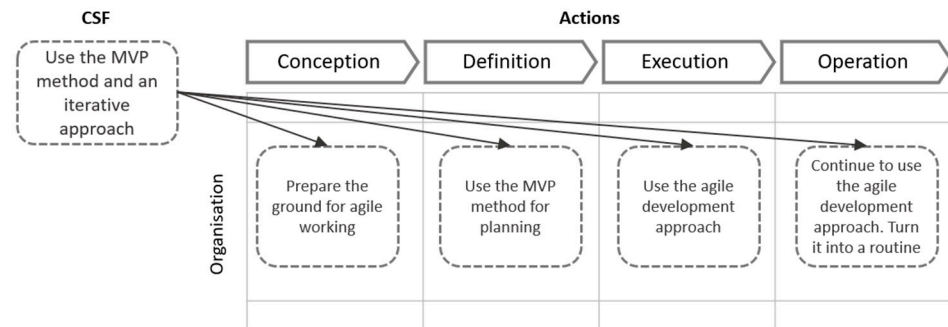 CSF
Actions
Use the MVP
method and an
iterative
approach
Conception
Definition
Execution
Operation
Organisation
Prepare the
ground for agile
working
Use the MVP
method for
planning
Use the agile
development
approach
Continue to use
the agile
development
approach. Turn
it into a routine